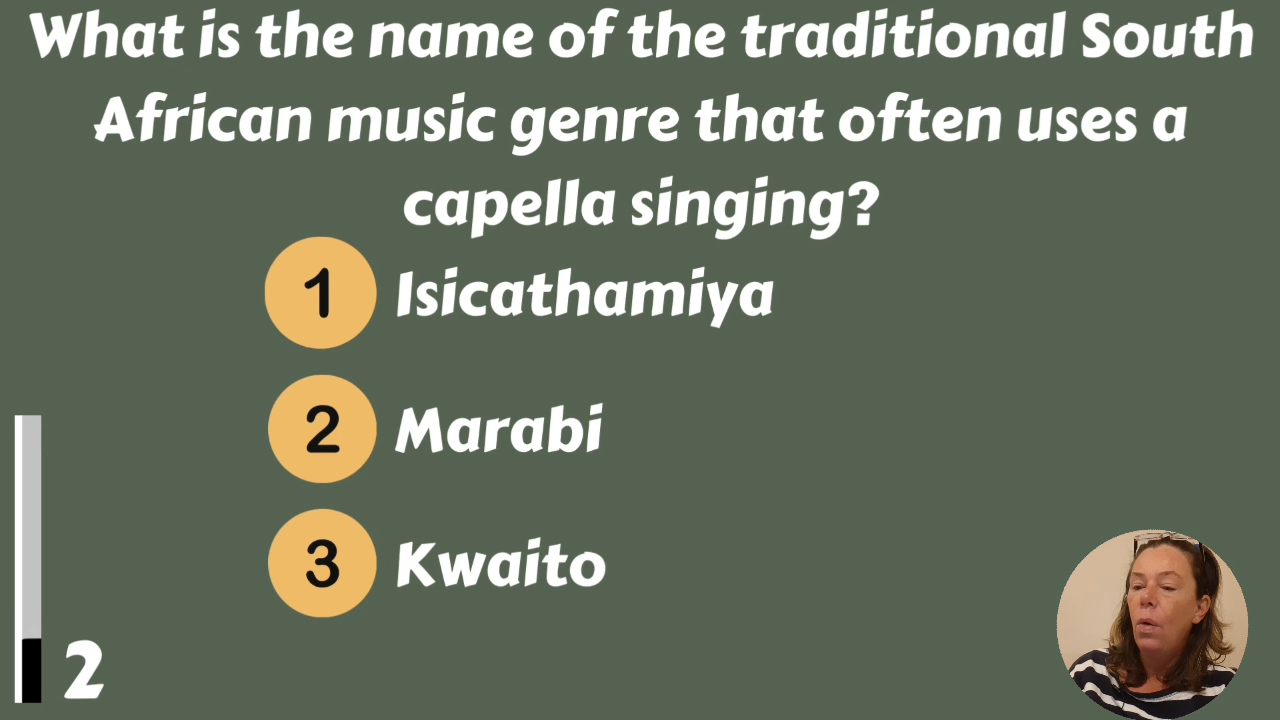 What is the name of the traditional South
African music genre that often uses a
capella singing?
1 Isicathamiya
2 Marabi
3 Kwaito
2